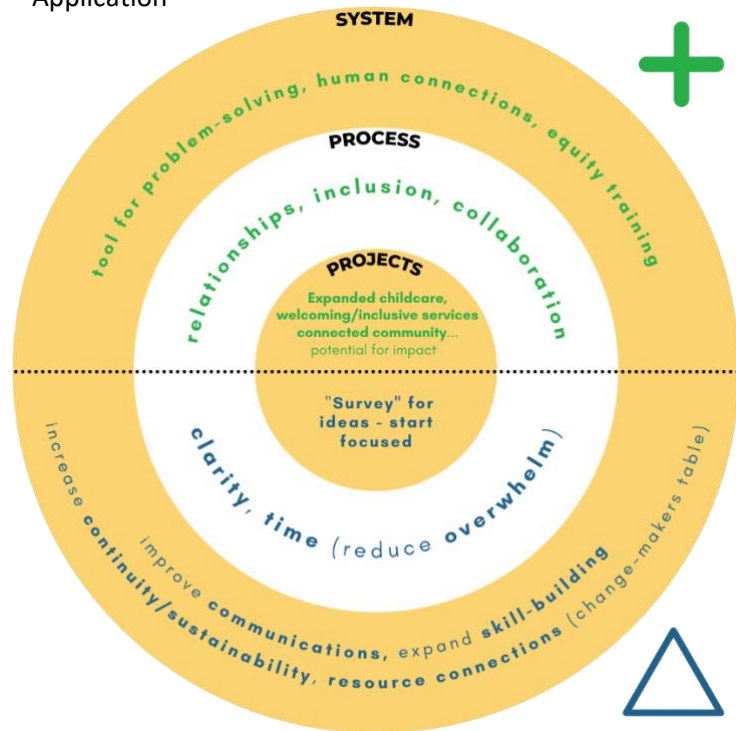 Application
SYSTEM
tool for problem-solving, human connections, equity training
PROCESS
relationships, inclusion, collaboration
PROJECTS
Expanded childcare,
welcoming/inclusive services
connected community...
potential for impact
"Survey" for
ideas - start
focused
clarity, time (reduce overwhelm)
improve communications, expand skill-building
increase continuity/sustainability, resource connections (change-makers table)